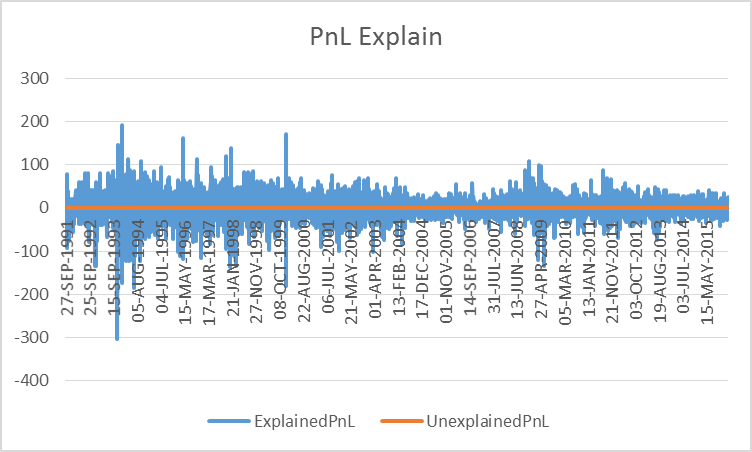 PnL Explain
300
200
100
0
-100
-200
-300
-400
27-SEP-1991
25-SEP-1992
15-SEP-1993
05-AUG-1994
04-JUL-1995
15-MAY-1996
17-MAR-1997
21-JAN-1998
27-NOV-1998
08-OCT-1999
22-AUG-2000
06-JUL-2001
21-MAY-2002
01-APR-2003
13-FEB-2004
17-DEC-2004
01-NOV-2005
14-SEP-2006
31-JUL-2007
13-JUN-2008
27-APR-2009
05-MAR-2010
13-JAN-2011
21-NOV-2011
03-OCT-2012
19-AUG-2013
03-JUL-2014
15-MAY-2015
ExplainedPnL
UnexplainedPnL